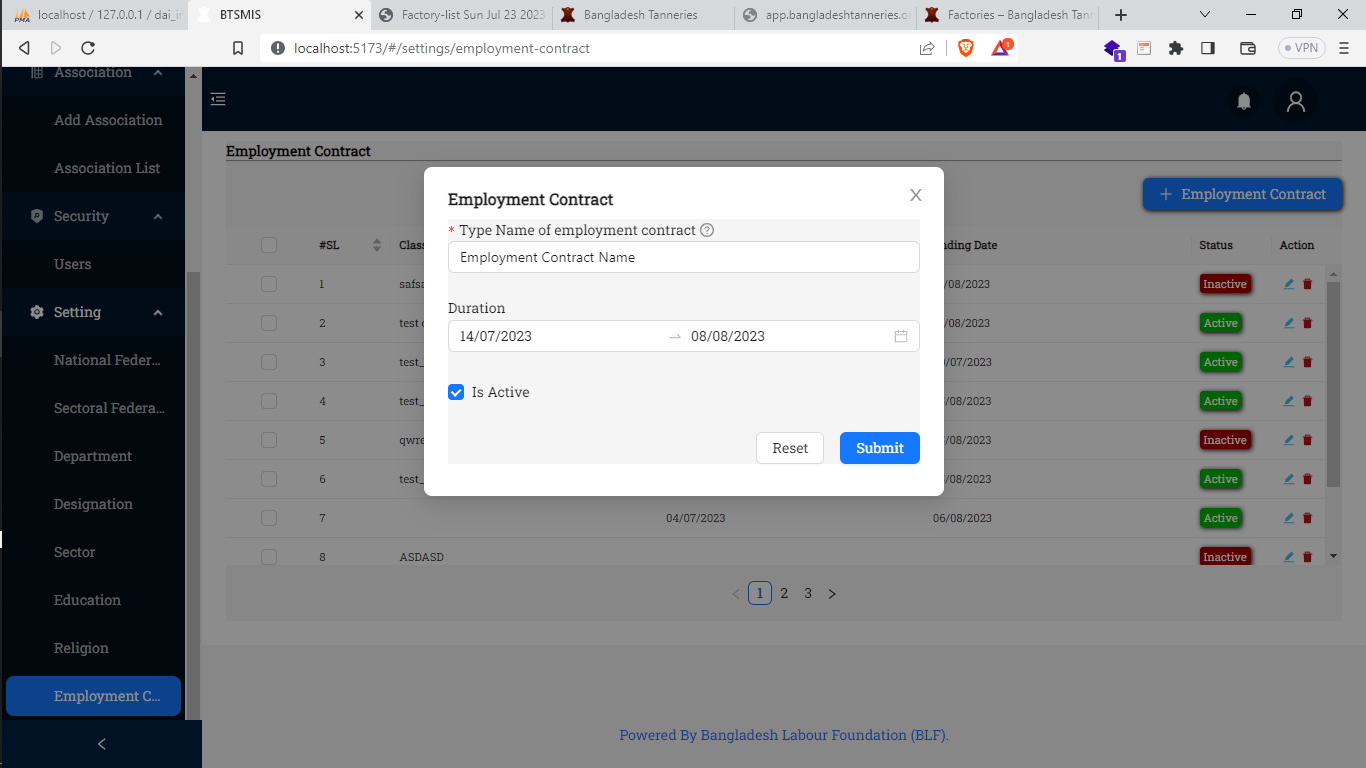 localhost / 127.0.0.1 / dai_in
BTSMIS
Factory-list Sun Jul 23 2023
Bangladesh Tanneries
app.bangladeshtanneries.o
Factories – Bangladesh Tann
localhost:5173/#/settings/employment-contract
1
1
VPN
Association
Add Association
Association List
Security
Users
Setting
National Feder...
Sectoral Federa...
Department
Designation
Sector
Education
Religion
Employment C...
Employment Contract
+ Employment Contract
#SL
Class
nding Date
Status
Action
1
safsa
/08/2023
Inactive
2
test
/08/2023
Active
3
test_
/07/2023
Active
4
test_
/08/2023
Active
5
qwre
/08/2023
Inactive
6
test_
/08/2023
Active
7
04/07/2023
06/08/2023
Active
8
ASDASD
Inactive
Employment Contract
* Type Name of employment contract
Employment Contract Name
Duration
14/07/2023
08/08/2023
Is Active
Reset
Submit
< 1 2 3 >
Powered By Bangladesh Labour Foundation (BLF).